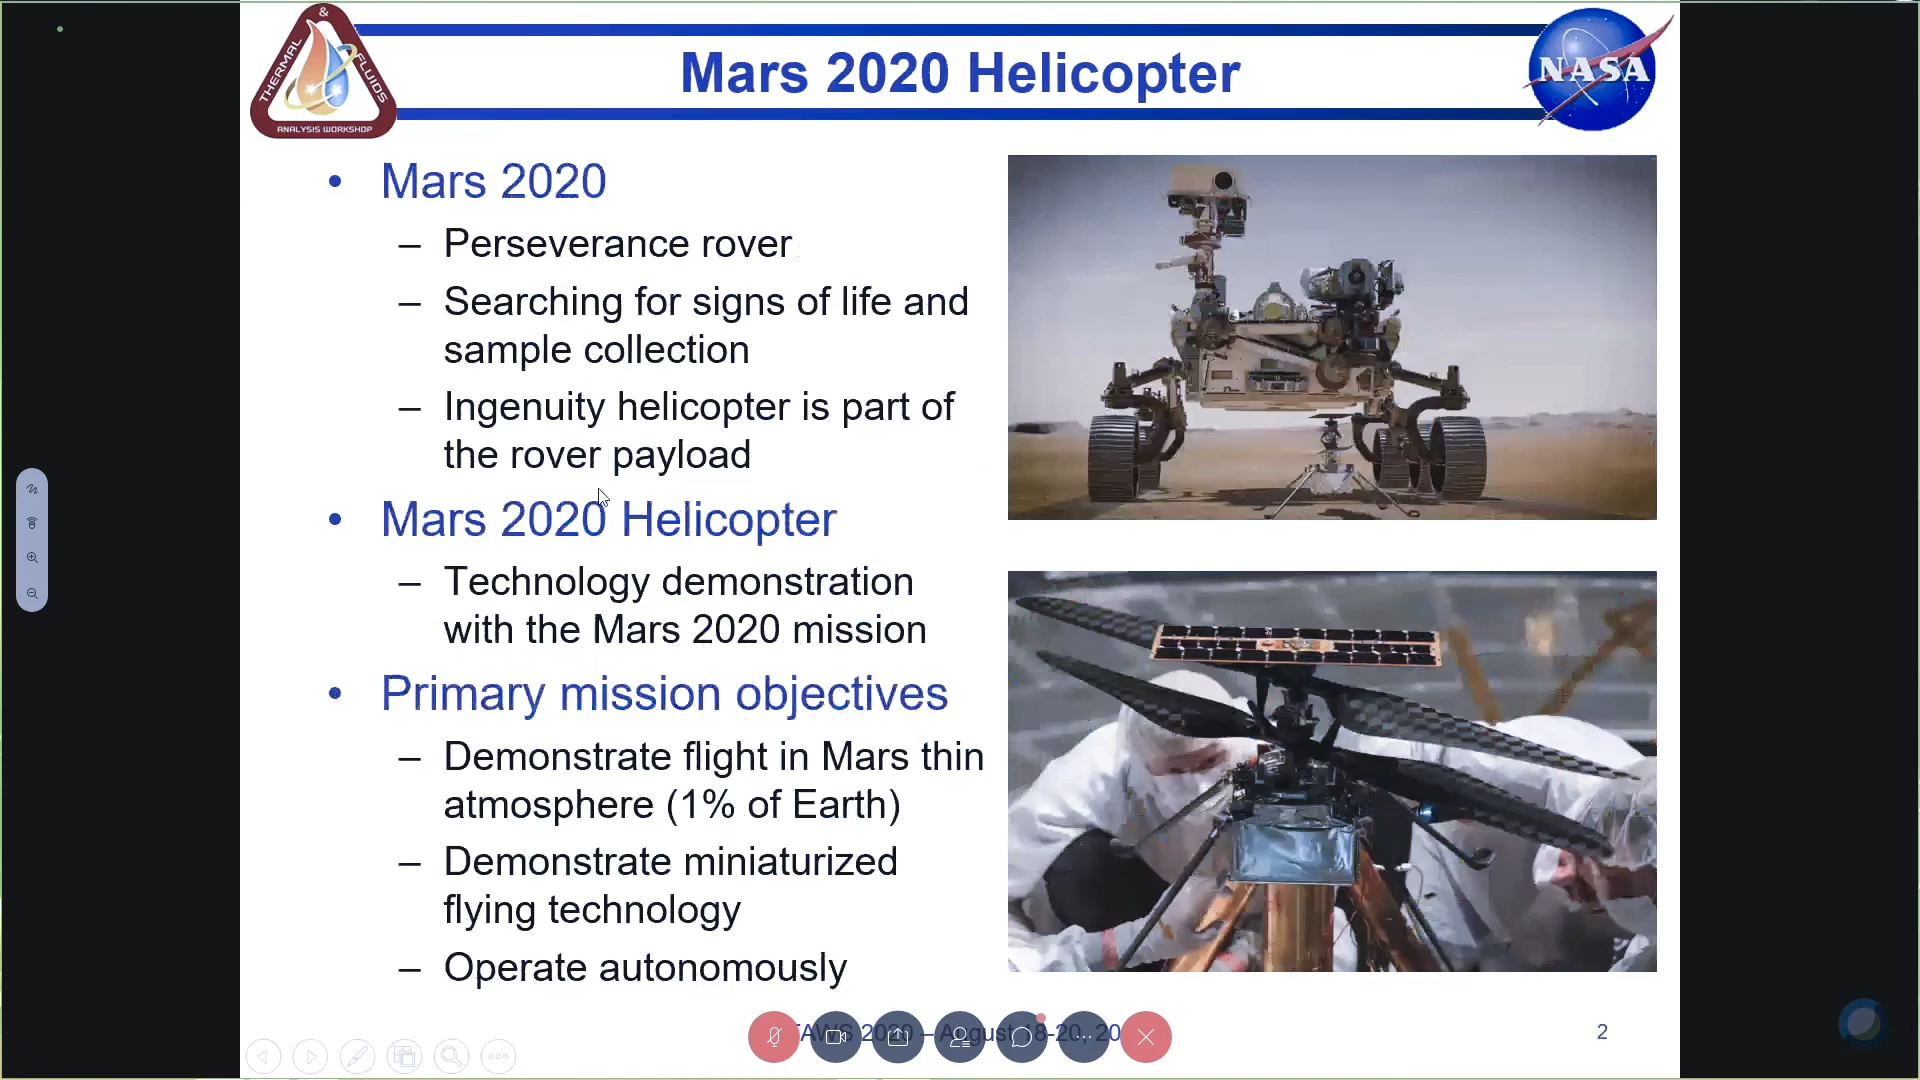 &
THERMAL
FLUIDS
ANALYSIS WORKSHOP
Mars 2020 Helicopter
NASA
• Mars 2020
– Perseverance rover
– Searching for signs of life and
sample collection
– Ingenuity helicopter is part of
the rover payload
• Mars 2020 Helicopter
– Technology demonstration
with the Mars 2020 mission
• Primary mission objectives
– Demonstrate flight in Mars thin
atmosphere (1% of Earth)
– Demonstrate miniaturized
flying technology
– Operate autonomously
2020 – August 18-20, 20
2